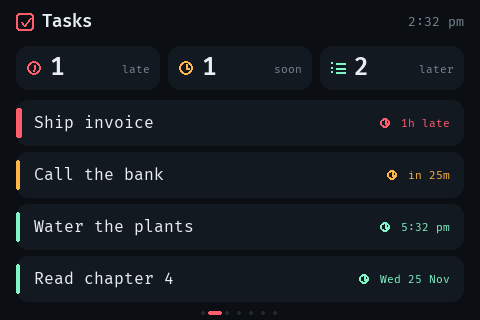 Tasks
2:32 pm
1 late
1 soon
2 later
Ship invoice 1h late
Call the bank in 25m
Water the plants 5:32 pm
Read chapter 4 Wed 25 Nov